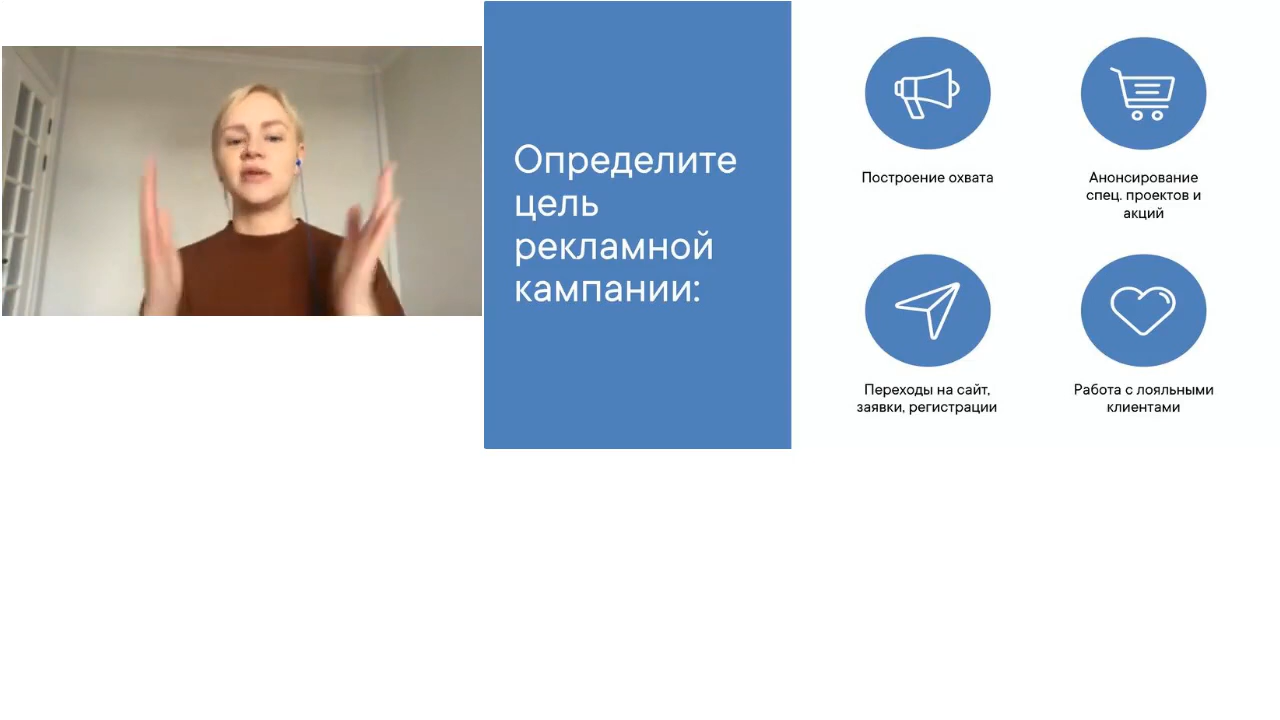 Определите
цель
рекламной
кампании:
Построение охвата
Анонсирование
спец. проектов и
акций
Переходы на сайт,
заявки, регистрации
Работа с лояльными
клиентами